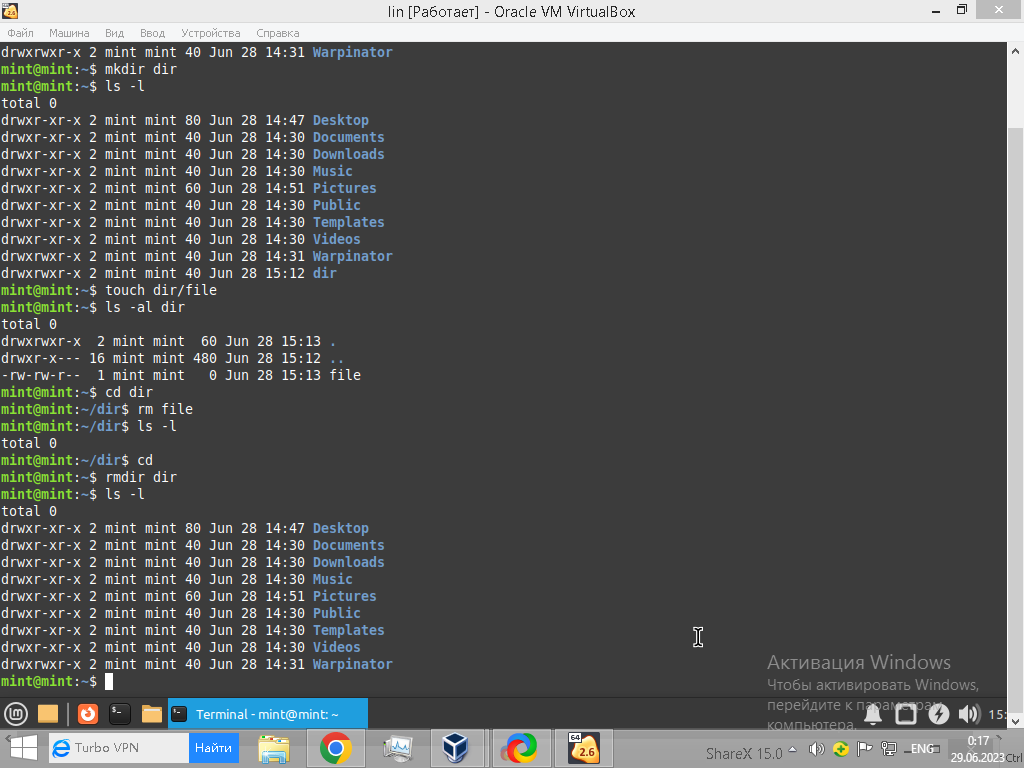 lin [Работает] - Oracle VM VirtualBox
Файл Машина Вид Ввод Устройства Справка
drwxrwxr-x 2 mint mint 40 Jun 28 14:31 Warpinator
mint@mint:~$ mkdir dir
mint@mint:~$ ls -l
total 0
drwxr-xr-x 2 mint mint 80 Jun 28 14:47 Desktop
drwxr-xr-x 2 mint mint 40 Jun 28 14:30 Documents
drwxr-xr-x 2 mint mint 40 Jun 28 14:30 Downloads
drwxr-xr-x 2 mint mint 40 Jun 28 14:30 Music
drwxr-xr-x 2 mint mint 60 Jun 28 14:51 Pictures
drwxr-xr-x 2 mint mint 40 Jun 28 14:30 Public
drwxr-xr-x 2 mint mint 40 Jun 28 14:30 Templates
drwxr-xr-x 2 mint mint 40 Jun 28 14:30 Videos
drwxrwxr-x 2 mint mint 40 Jun 28 14:31 Warpinator
drwxrwxr-x 2 mint mint 40 Jun 28 15:12 dir
mint@mint:~$ touch dir/file
mint@mint:~$ ls -al dir
total 0
drwxrwxr-x  2 mint mint  60 Jun 28 15:13 .
drwxr-x--- 16 mint mint 480 Jun 28 15:12 ..
-rw-rw-r--  1 mint mint   0 Jun 28 15:13 file
mint@mint:~$ cd dir
mint@mint:~/dir$ rm file
mint@mint:~/dir$ ls -l
total 0
mint@mint:~/dir$ cd
mint@mint:~$ rmdir dir
mint@mint:~$ ls -l
total 0
drwxr-xr-x 2 mint mint 80 Jun 28 14:47 Desktop
drwxr-xr-x 2 mint mint 40 Jun 28 14:30 Documents
drwxr-xr-x 2 mint mint 40 Jun 28 14:30 Downloads
drwxr-xr-x 2 mint mint 40 Jun 28 14:30 Music
drwxr-xr-x 2 mint mint 60 Jun 28 14:51 Pictures
drwxr-xr-x 2 mint mint 40 Jun 28 14:30 Public
drwxr-xr-x 2 mint mint 40 Jun 28 14:30 Templates
drwxr-xr-x 2 mint mint 40 Jun 28 14:30 Videos
drwxrwxr-x 2 mint mint 40 Jun 28 14:31 Warpinator
mint@mint:~$
Активация Windows
Чтобы активировать Windows,
перейдите к параметрам
компьютера.
Terminal - mint@mint: ~
15:
Turbo VPN Найти
64
2.6
ShareX 15.0
ENG
0:17
29.06.2023
Ctrl